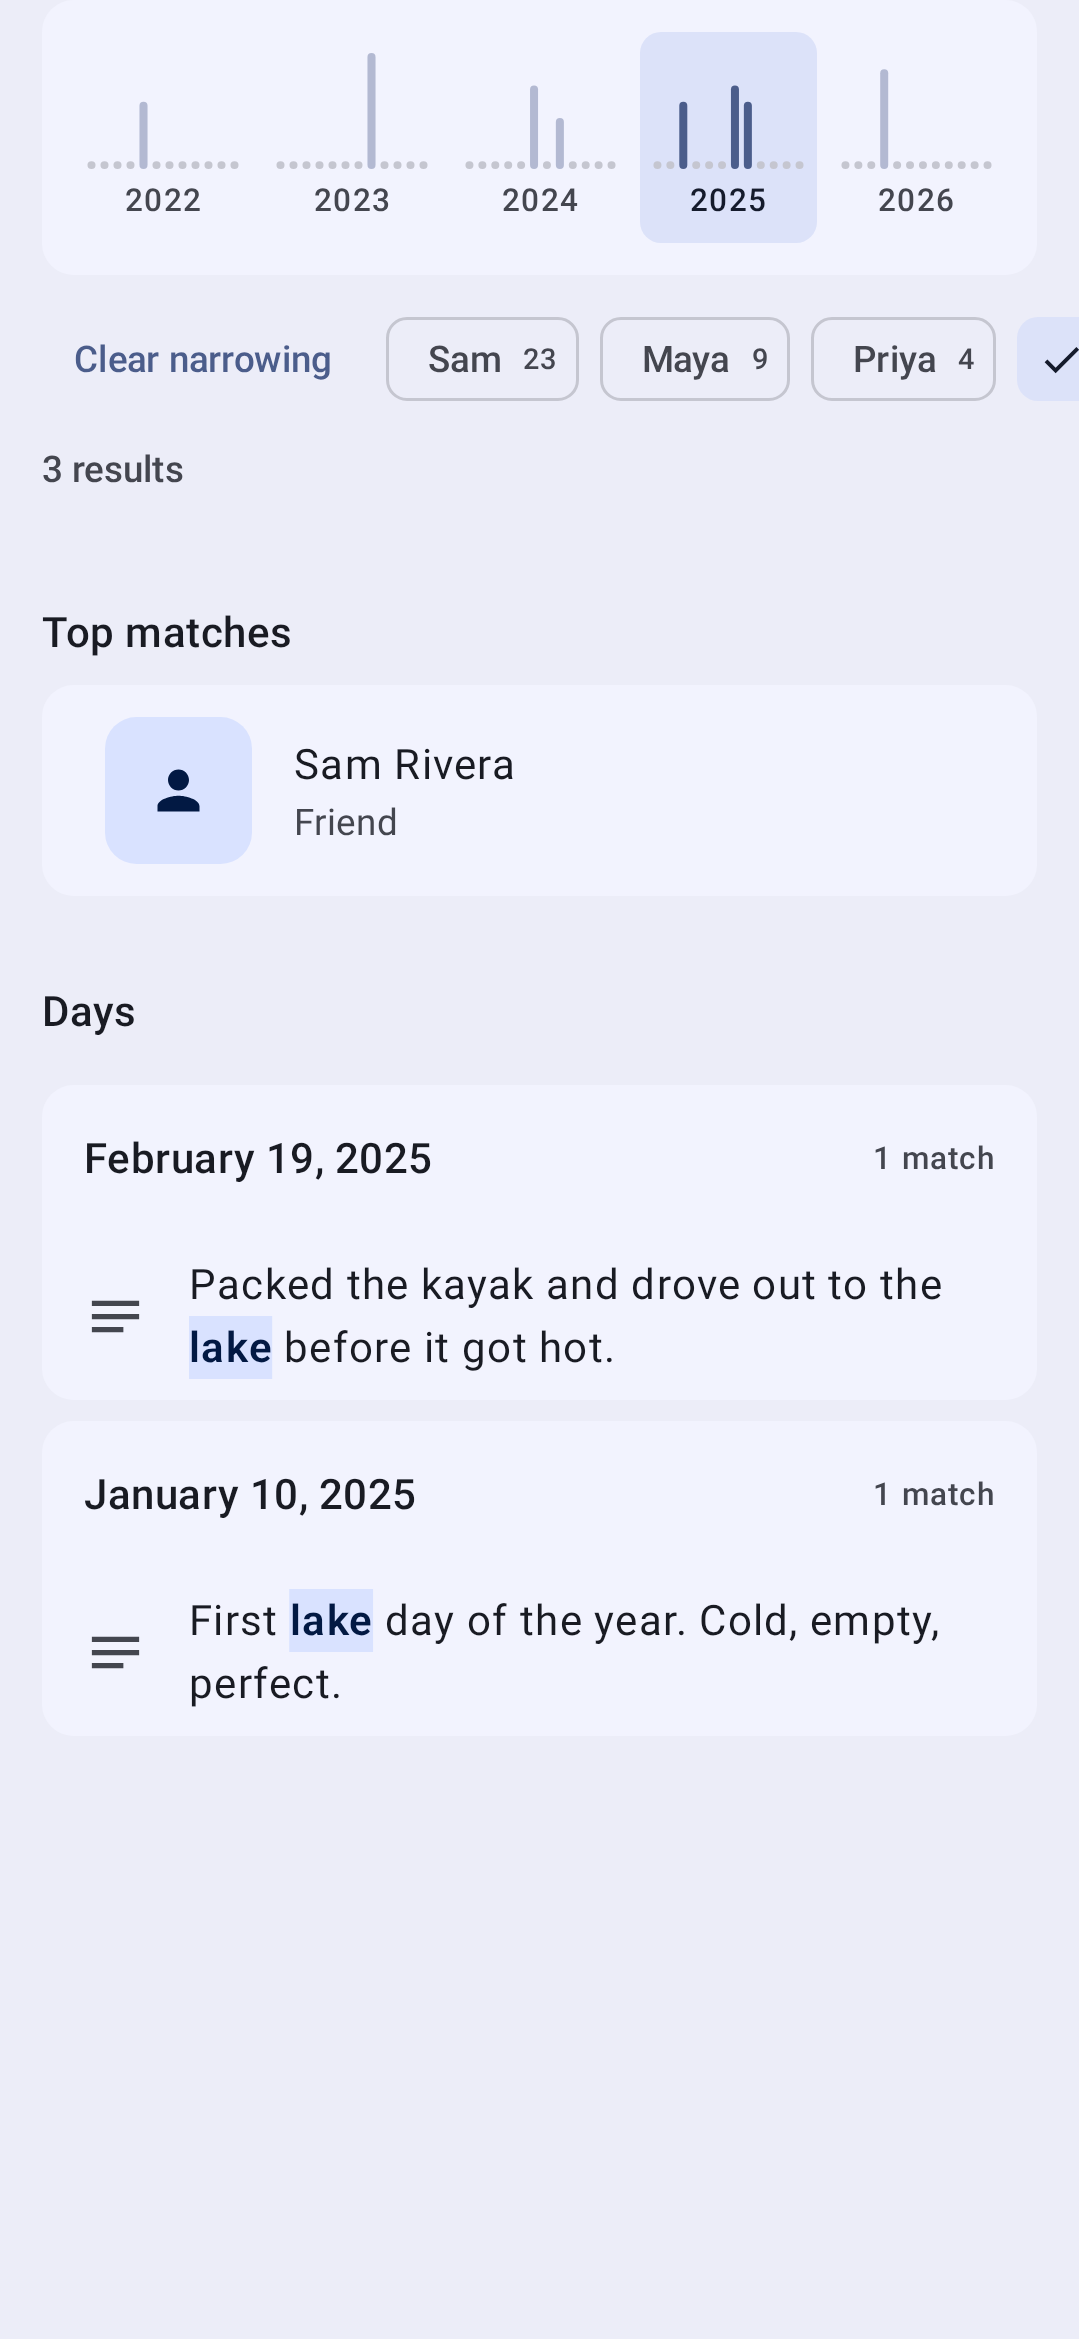 2022 2023 2024 2025 2026
Clear narrowing Sam 23 Maya 9 Priya 4
3 results
Top matches
Sam Rivera
Friend
Days
February 19, 2025 1 match
Packed the kayak and drove out to the
lake before it got hot.
January 10, 2025 1 match
First lake day of the year. Cold, empty,
perfect.